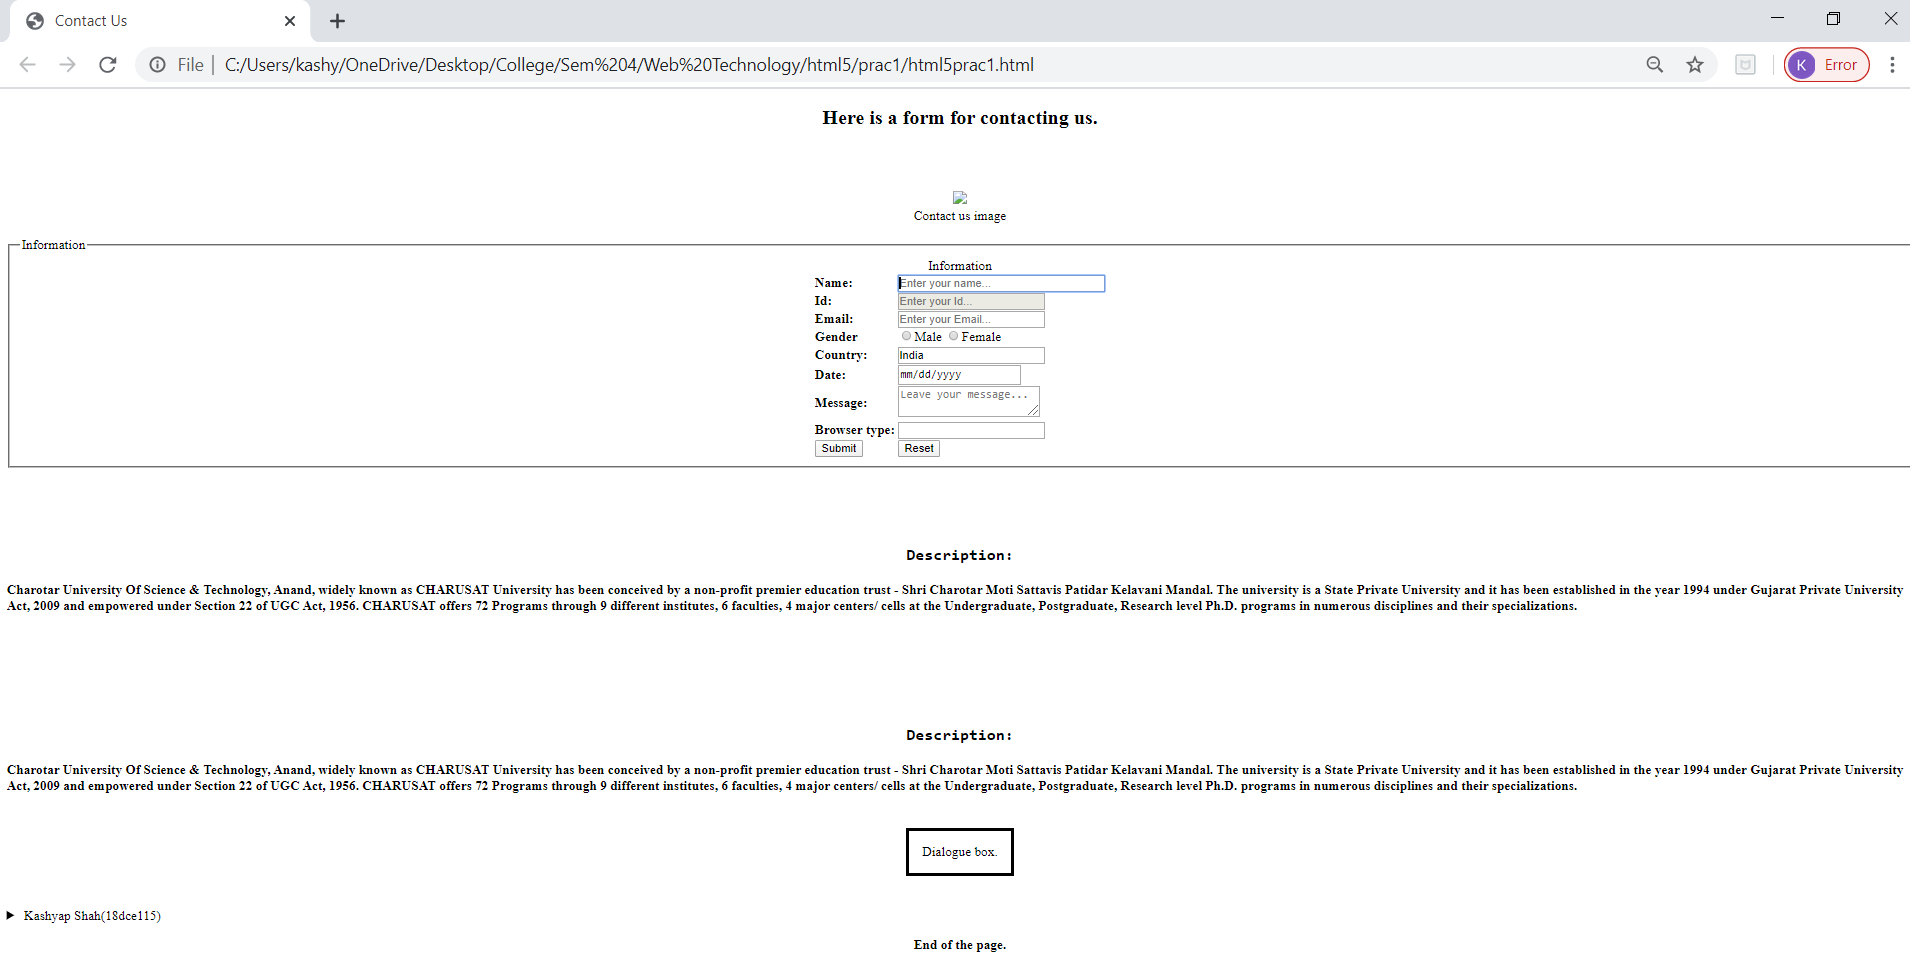 Contact Us
File | C:/Users/kashy/OneDrive/Desktop/College/Sem%204/Web%20Technology/html5/prac1/html5prac1.html
K Error
Here is a form for contacting us.
Contact us image
Information
Information
Name: Enter your name...
Id: Enter your Id...
Email: Enter your Email...
Gender Male Female
Country: India
Date: mm/dd/yyyy
Message: Leave your message...
Browser type:
Submit Reset
Description:
Charotar University Of Science & Technology, Anand, widely known as CHARUSAT University has been conceived by a non-profit premier education trust - Shri Charotar Moti Sattavis Patidar Kelavani Mandal. The university is a State Private University and it has been established in the year 1994 under Gujarat Private University
Act, 2009 and empowered under Section 22 of UGC Act, 1956. CHARUSAT offers 72 Programs through 9 different institutes, 6 faculties, 4 major centers/ cells at the Undergraduate, Postgraduate, Research level Ph.D. programs in numerous disciplines and their specializations.
Description:
Charotar University Of Science & Technology, Anand, widely known as CHARUSAT University has been conceived by a non-profit premier education trust - Shri Charotar Moti Sattavis Patidar Kelavani Mandal. The university is a State Private University and it has been established in the year 1994 under Gujarat Private University
Act, 2009 and empowered under Section 22 of UGC Act, 1956. CHARUSAT offers 72 Programs through 9 different institutes, 6 faculties, 4 major centers/ cells at the Undergraduate, Postgraduate, Research level Ph.D. programs in numerous disciplines and their specializations.
Dialogue box.
Kashyap Shah(18dce115)
End of the page.